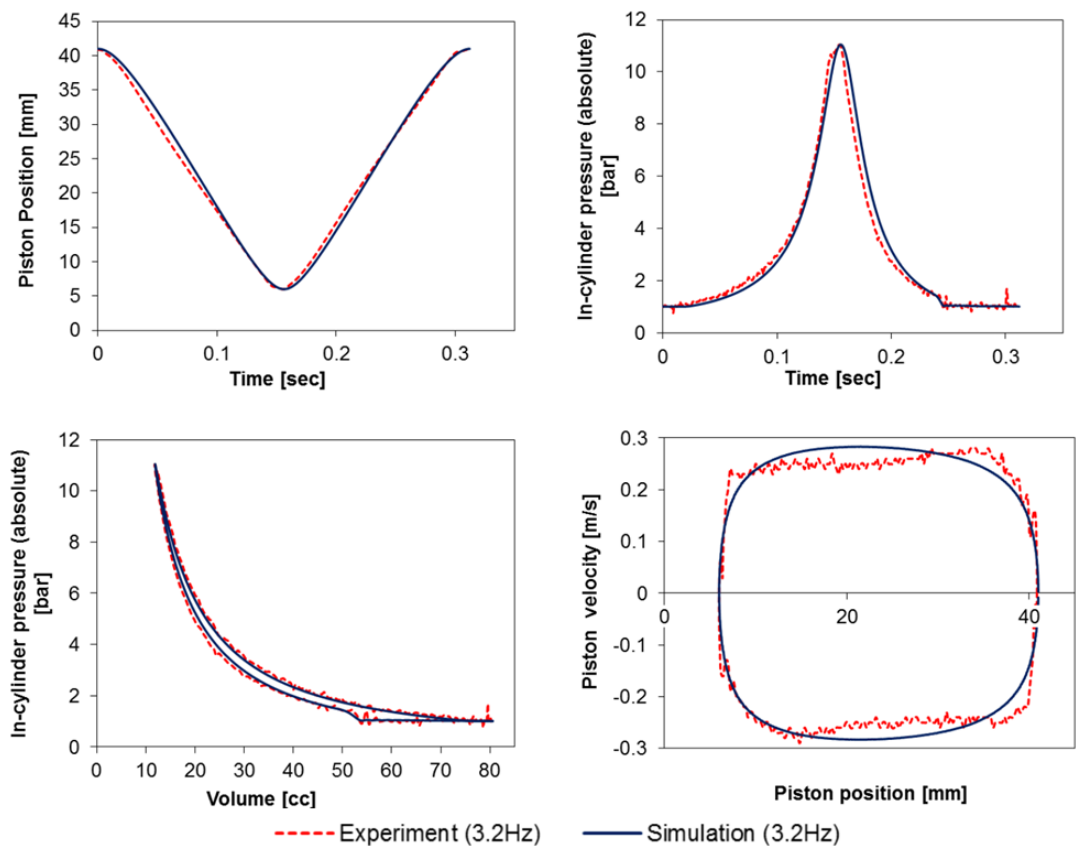 45
40
35
30
25
20
15
10
5
0
Piston Position [mm]
0 0.1 0.2 0.3
Time [sec]
12
10
8
6
4
2
0
In-cylinder pressure (absolute)
[bar]
0 0.1 0.2 0.3
Time [sec]
12
10
8
6
4
2
0
In-cylinder pressure (absolute)
[bar]
0 10 20 30 40 50 60 70 80
Volume [cc]
0.3
0.2
0.1
0
-0.1
-0.2
-0.3
Piston velocity [m/s]
0 20 40
Piston position [mm]
Experiment (3.2Hz) Simulation (3.2Hz)